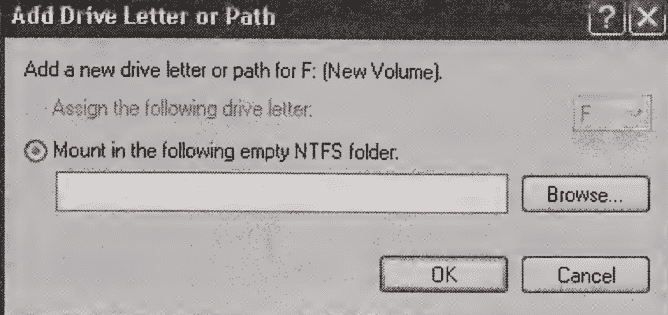 Add Drive Letter or Path
Add a new drive letter or path for F: (New Volume).
Assign the following drive letter:
F
Mount in the following empty NTFS folder.
Browse...
OK
Cancel